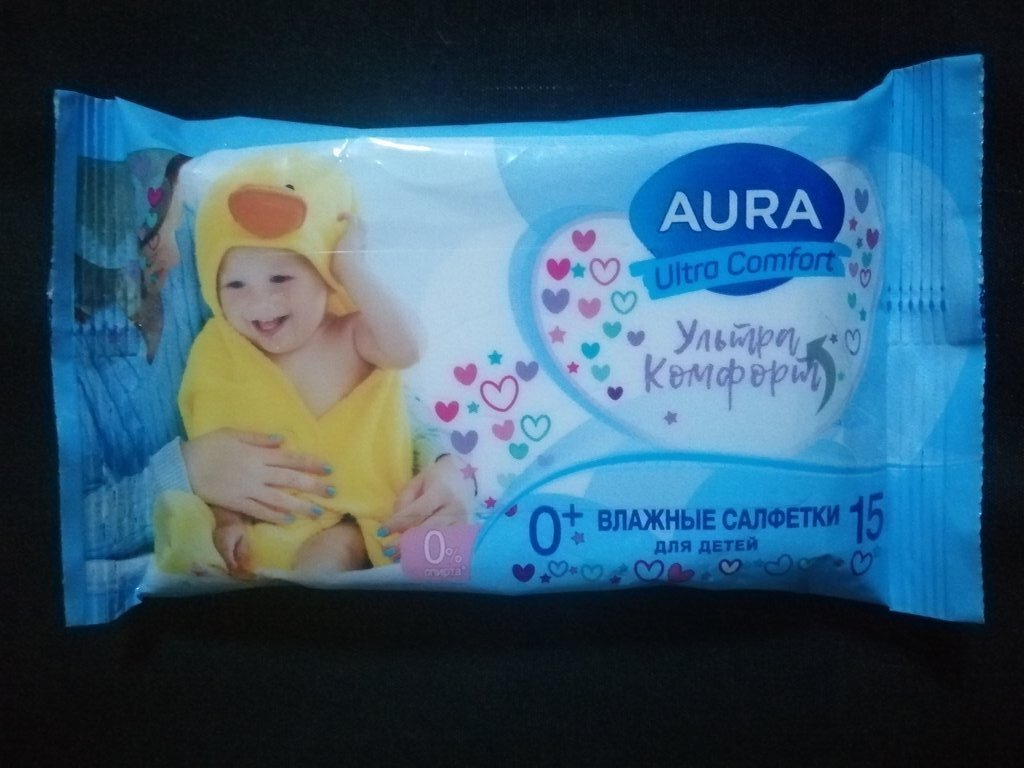 AURA
Ultra Comfort
Ультра
Комфорт
0+ ВЛАЖНЫЕ САЛФЕТКИ 15
ДЛЯ ДЕТЕЙ
0%
спирта*